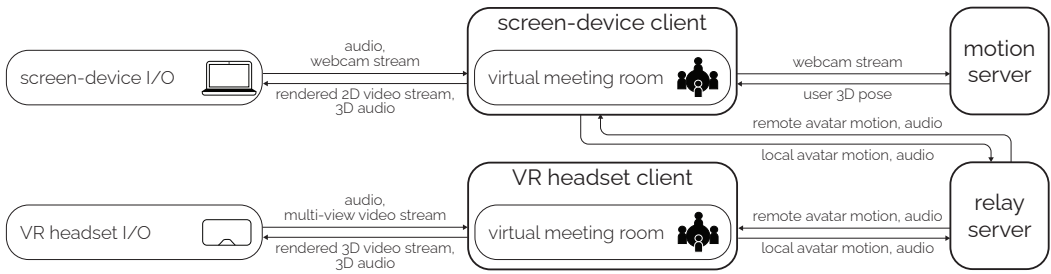 screen-device client
audio,
webcam stream
screen-device I/O
virtual meeting room
webcam stream
motion
server
rendered 2D video stream,
3D audio
user 3D pose
remote avatar motion, audio
local avatar motion, audio
VR headset client
audio,
multi-view video stream
VR headset I/O
virtual meeting room
remote avatar motion, audio
relay
server
rendered 3D video stream,
3D audio
local avatar motion, audio